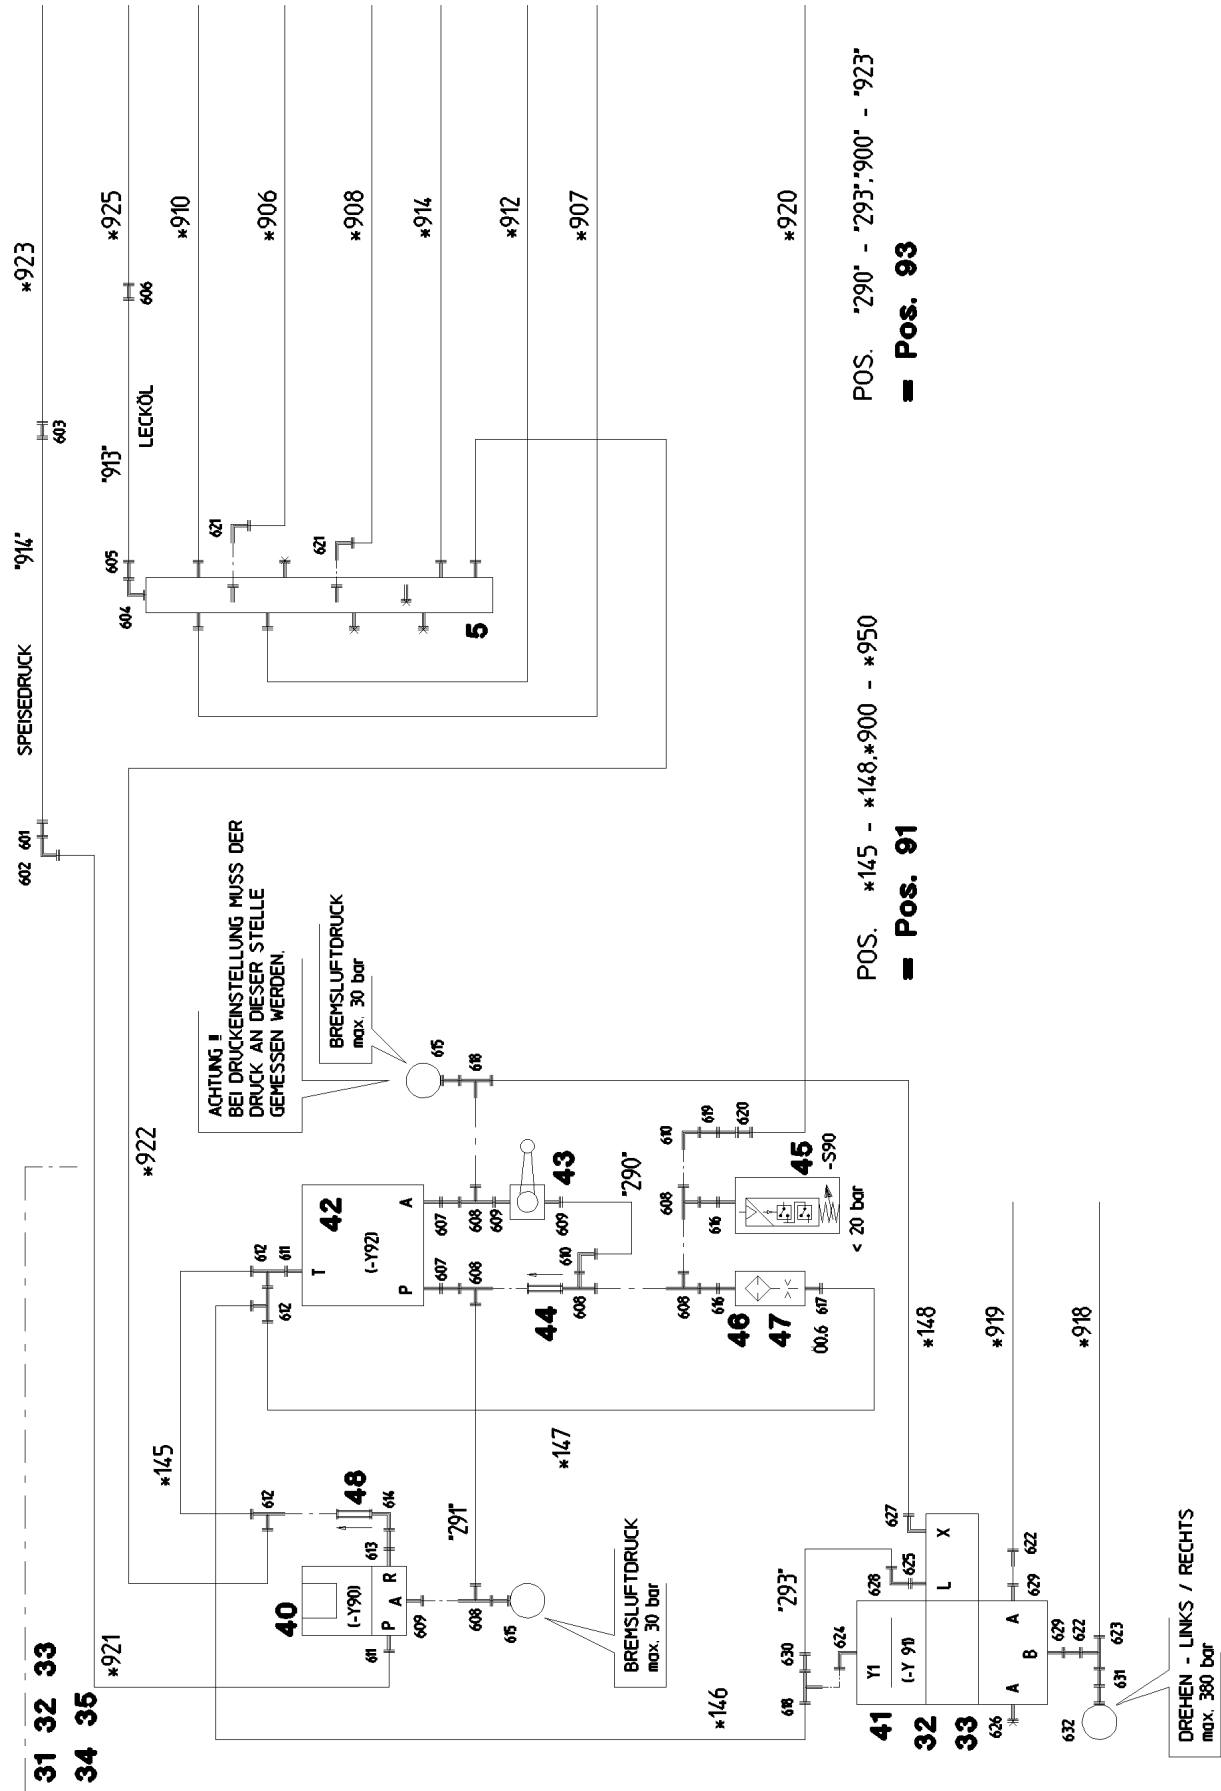 31 32 33
34 35
*921
602 601
SPEISEDRUCK
"914"
603
*923
604
605
"913"
606
*925
LECKÖL
*922
*145
*910
621
*906
621
*908
*914
*912
*907
*920
5
ACHTUNG !!
BEI DRUCKEINSTELLUNG MUSS DER
DRUCK AN DIESER STELLE
GEMESSEN WERDEN.
BREMSLUFTDRUCK
max. 30 bar
612
612
611
612
T
42
(-Y92)
P
A
607
607
608
608
609
43
609
615
618
"290"
610
44
608
40
(-Y90)
P
A
R
611
609
613
614
48
"291"
608
615
BREMSLUFTDRUCK
max. 30 bar
*147
*146
608
608
610
616
616
619
620
46
47
617
45
-S90
< 20 bar
"293"
618
630
624
628
625
627
*148
41
Y1
(-Y 91)
32
33
L
X
A
B
A
626
629
622
629
622
623
631
632
*919
*918
DREHEN - LINKS / RECHTS
max. 380 bar
POS. *145 - *148,*900 - *950
= Pos. 91
POS. "290" - "293","900" - "923"
= Pos. 93